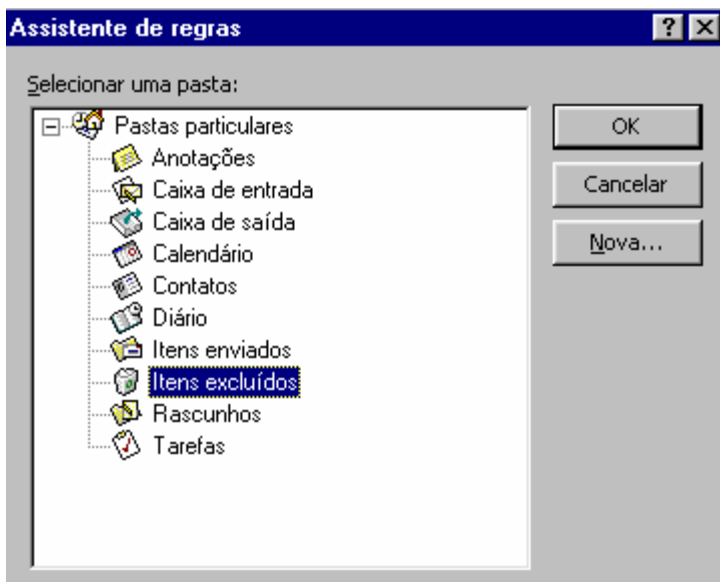 Assistente de regras
Selecionar uma pasta:
Pastas particulares
Anotações
Caixa de entrada
Caixa de saída
Calendário
Contatos
Diário
Itens enviados
Itens excluídos
Rascunhos
Tarefas
OK
Cancelar
Nova...